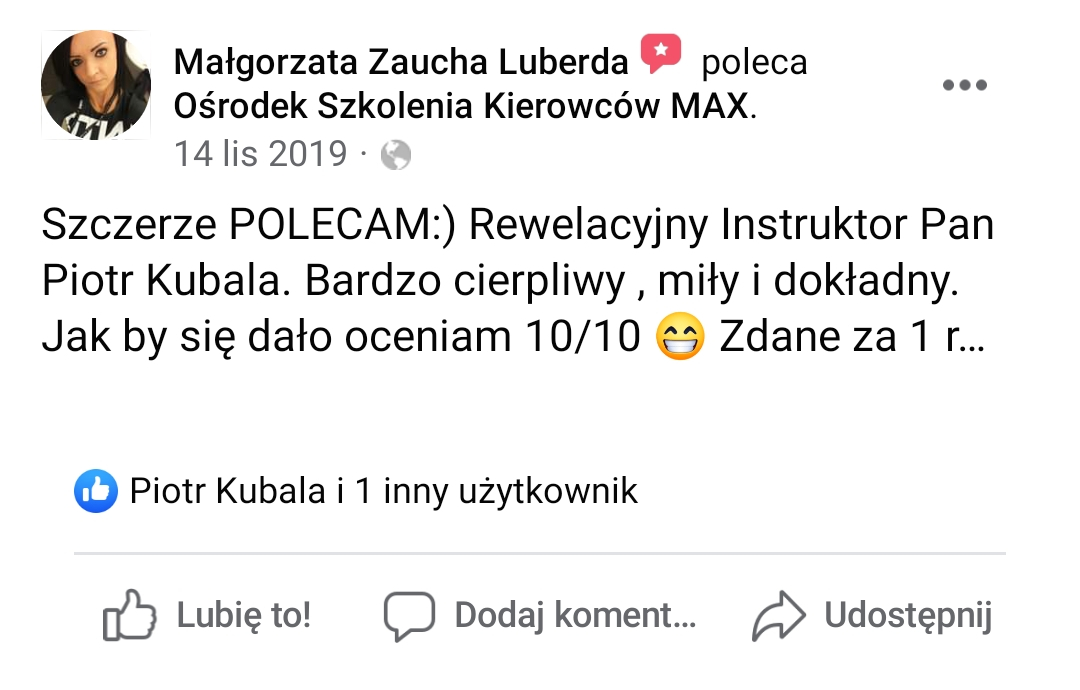 Małgorzata Zaucha Luberda poleca
Ośrodek Szkolenia Kierowców MAX.
14 lis 2019 ·
Szczerze POLECAM:) Rewelacyjny Instruktor Pan
Piotr Kubala. Bardzo cierpliwy , miły i dokładny.
Jak by się dało oceniam 10/10 😁 Zdane za 1 r...
Piotr Kubala i 1 inny użytkownik
Lubię to! Dodaj koment... Udostępnij